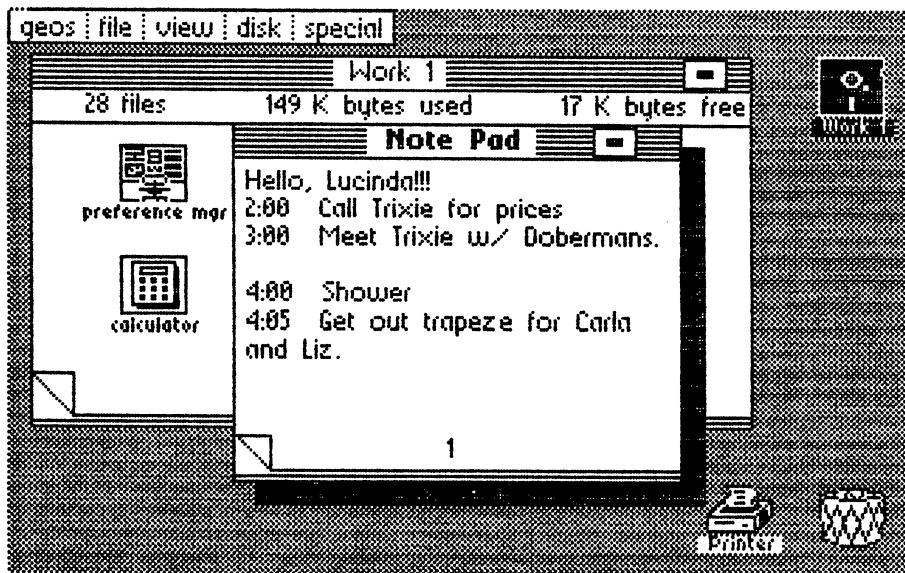 geos file view disk special
Work 1
28 files 149 K bytes used 17 K bytes free
Note Pad
Hello, Lucinda!!!
2:00 Call Trixie for prices
3:00 Meet Trixie w/ Dobermans.
4:00 Shower
4:05 Get out trapeze for Carla
and Liz.
1
preference mgr
calculator
Work 1
Printer